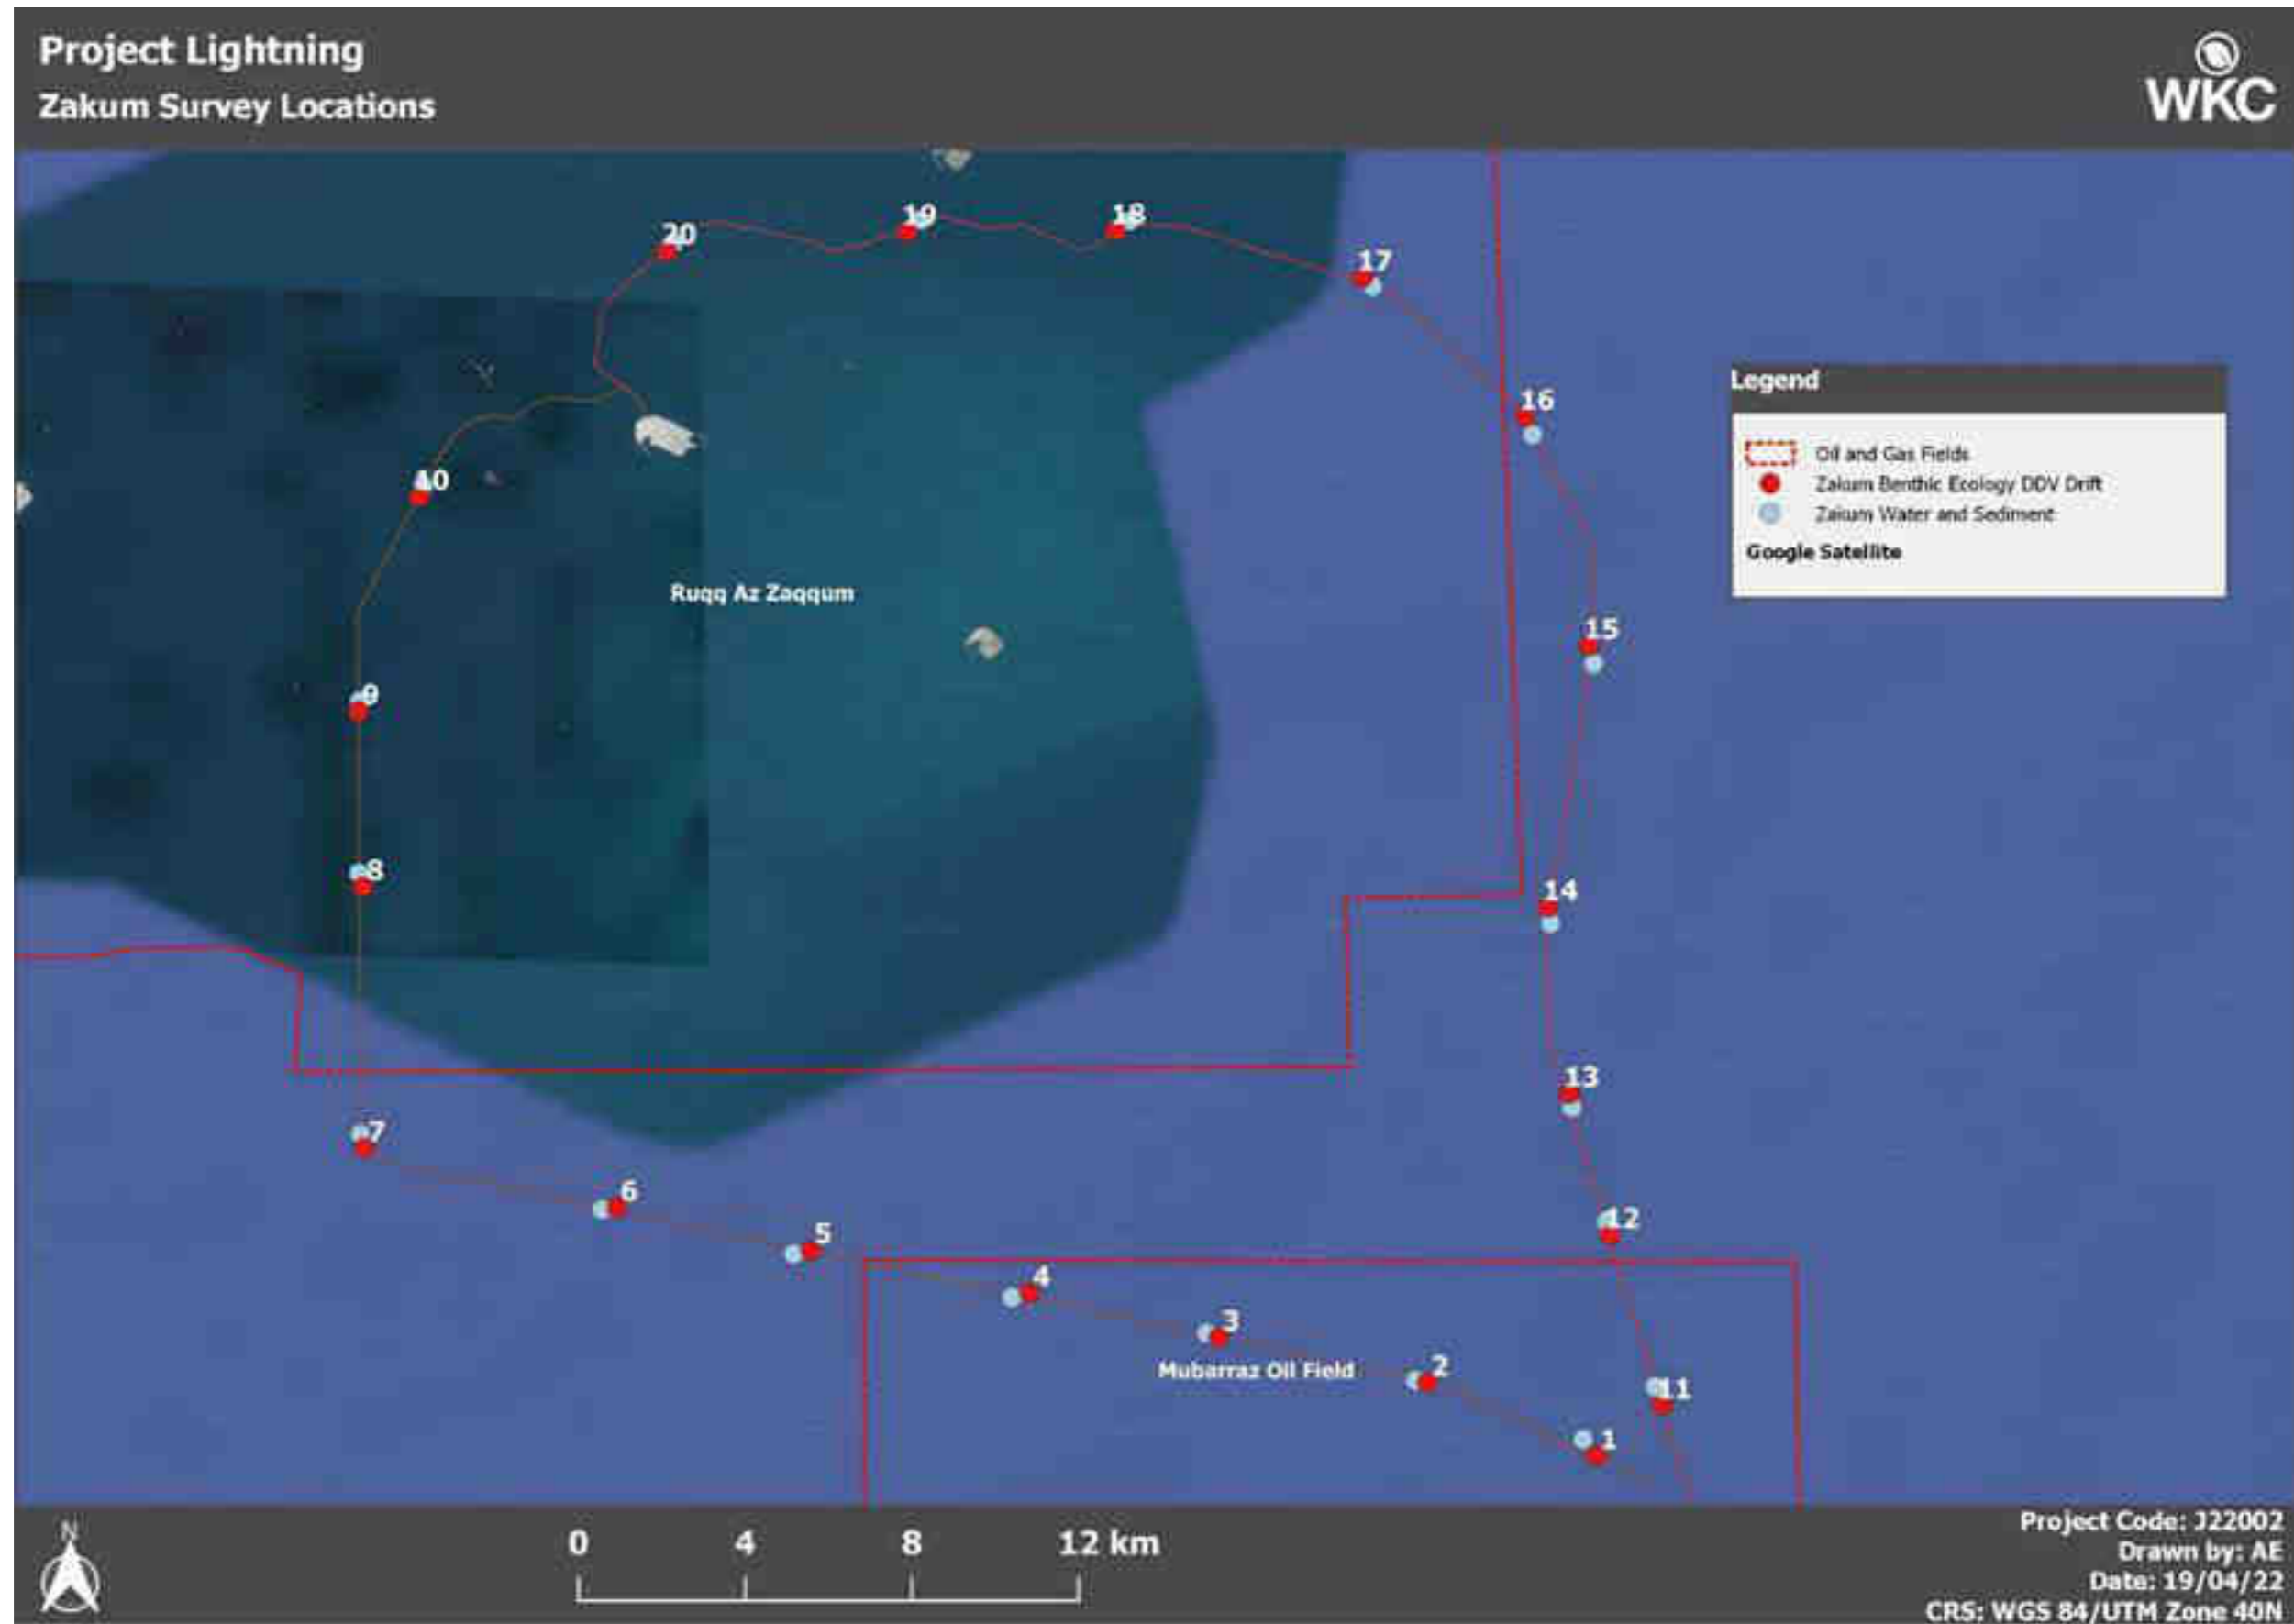 Project Lightning
Zakum Survey Locations
WKC
20
19
18
17
16
Legend
Oil and Gas Fields
Zakum Benthic Ecology DDV Drift
Zakum Water and Sediment
Google Satellite
10
Ruqq Az Zaqqum
15
9
8
14
13
7
6
12
5
4
3
Mubarraz Oil Field
2
11
1
N
0 4 8 12 km
Project Code: J22002
Drawn by: AE
Date: 19/04/22
CRS: WGS 84/UTM Zone 40N